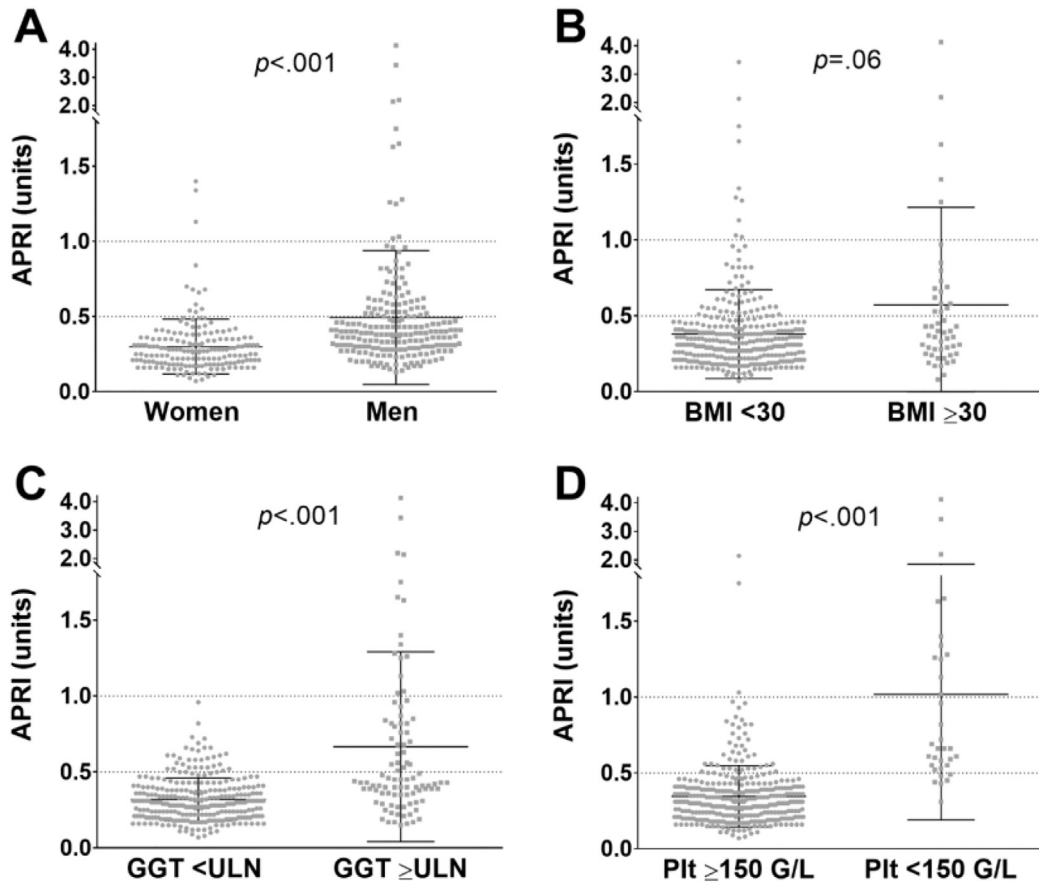 A
p<.001
APRI (units)
4.0
3.0
2.0
1.5
1.0
0.5
0.0
Women Men
B
p=.06
APRI (units)
4.0
3.0
2.0
1.5
1.0
0.5
0.0
BMI <30 BMI ≥30
C
p<.001
APRI (units)
4.0
3.0
2.0
1.5
1.0
0.5
0.0
GGT <ULN GGT ≥ULN
D
p<.001
APRI (units)
4.0
3.0
2.0
1.5
1.0
0.5
0.0
Plt ≥150 G/L Plt <150 G/L